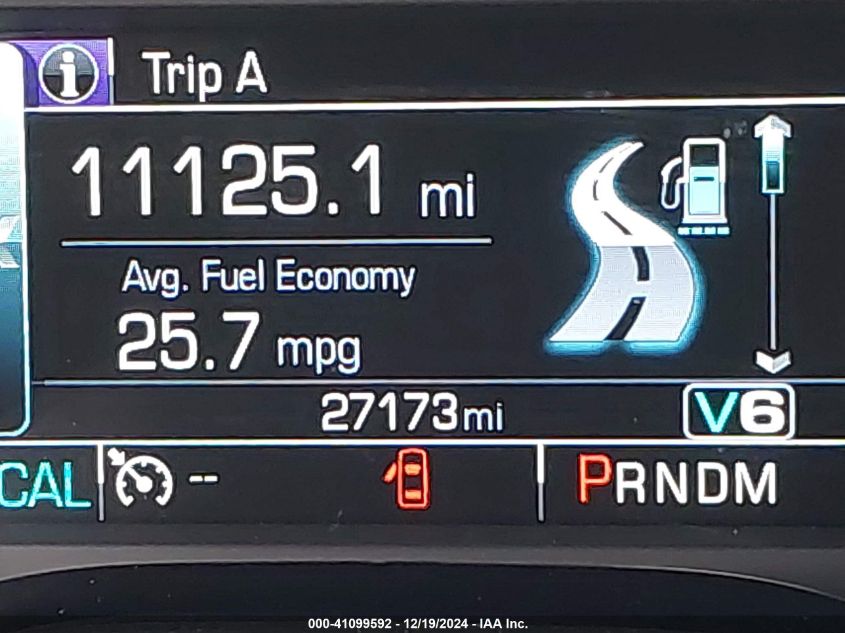 i Trip A
11125.1 mi
Avg. Fuel Economy
25.7 mpg
27173mi V6
CAL -- PRNDM
000-41099592 - 12/19/2024 - IAA Inc.